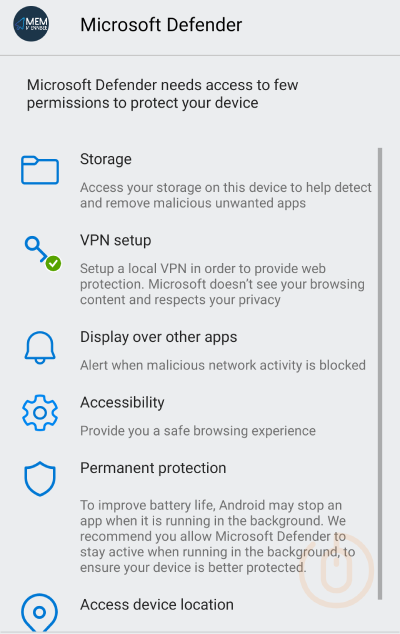 MEM
Microsoft Defender
Microsoft Defender needs access to few
permissions to protect your device
Storage
Access your storage on this device to help detect
and remove malicious unwanted apps
VPN setup
Setup a local VPN in order to provide web
protection. Microsoft doesn't see your browsing
content and respects your privacy
Display over other apps
Alert when malicious network activity is blocked
Accessibility
Provide you a safe browsing experience
Permanent protection
To improve battery life, Android may stop an
app when it is running in the background. We
recommend you allow Microsoft Defender to
stay active when running in the background, to
ensure your device is better protected.
Access device location